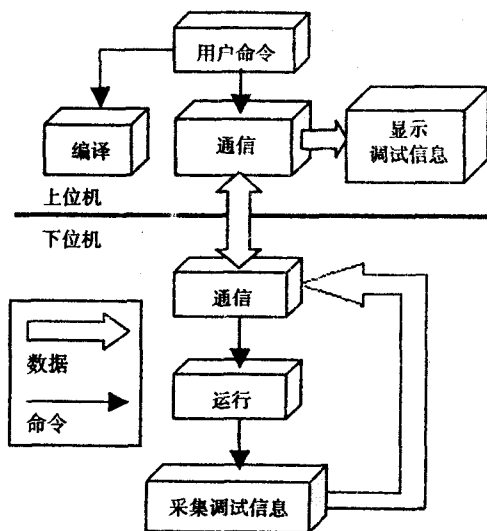 用户命令
编译
通信
显示
调试信息
上位机
下位机
通信
数据
运行
命令
采集调试信息